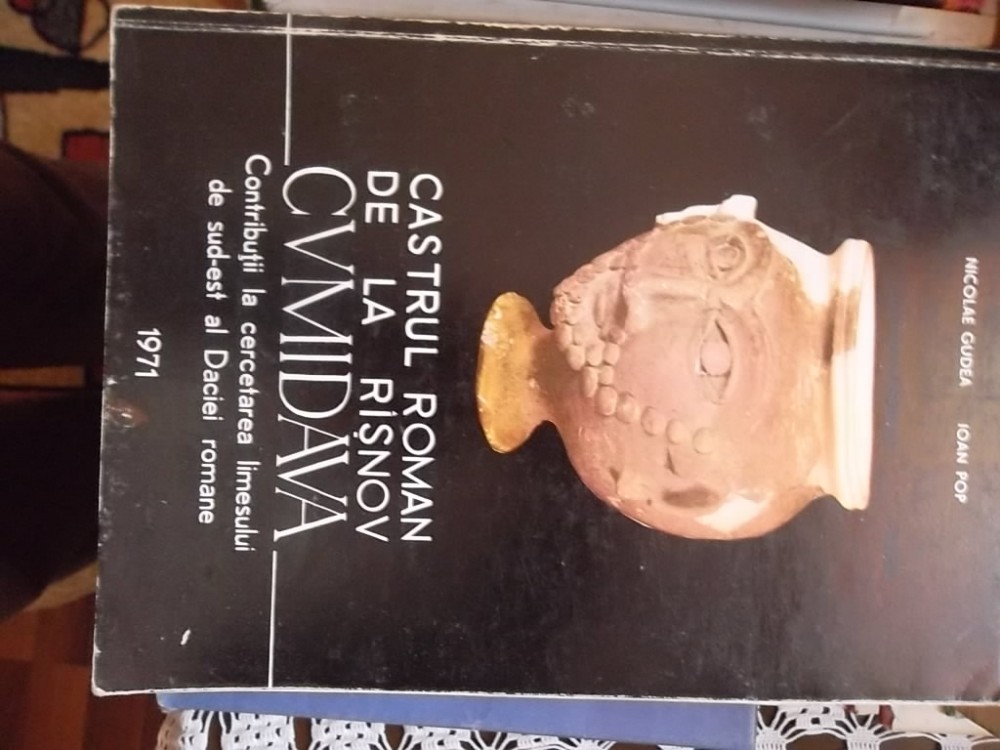 NICOLAE GUDEA IOAN POP
CASTRUL ROMAN
DE LA RÎȘNOV
CVMIDAVA
Contribuții la cercetarea limesului
de sud-est al Daciei romane
1971